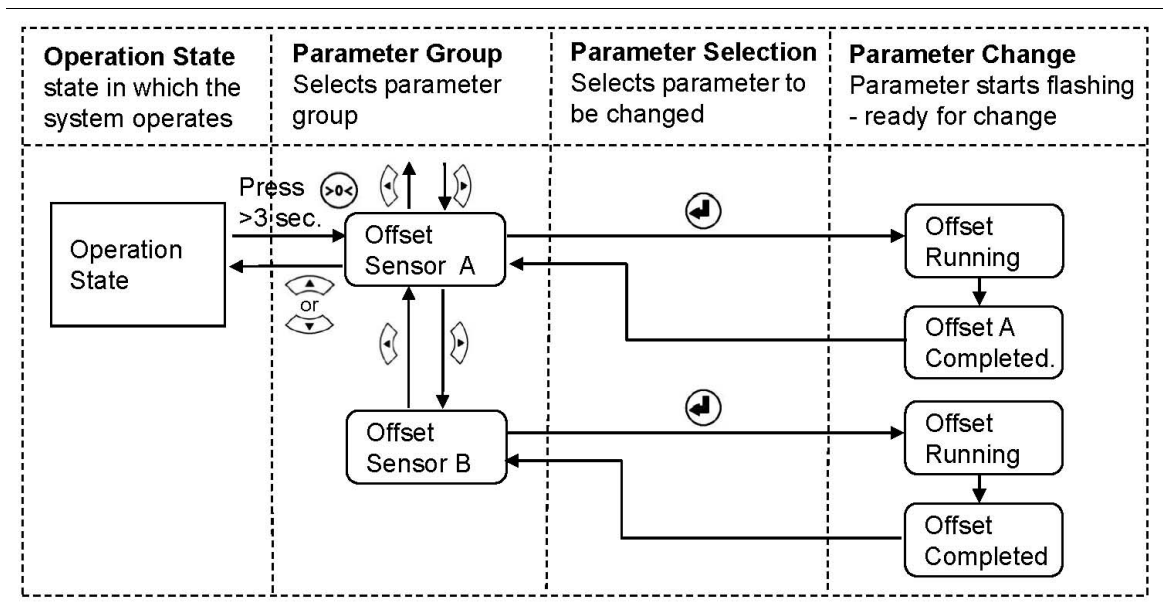 Operation State
state in which the
system operates
Parameter Group
Selects parameter
group
Parameter Selection
Selects parameter to
be changed
Parameter Change
Parameter starts flashing
- ready for change
Press >0<
>3 sec.
Operation
State
Offset
Sensor A
or
Offset
Running
Offset A
Completed.
Offset
Sensor B
Offset
Running
Offset
Completed